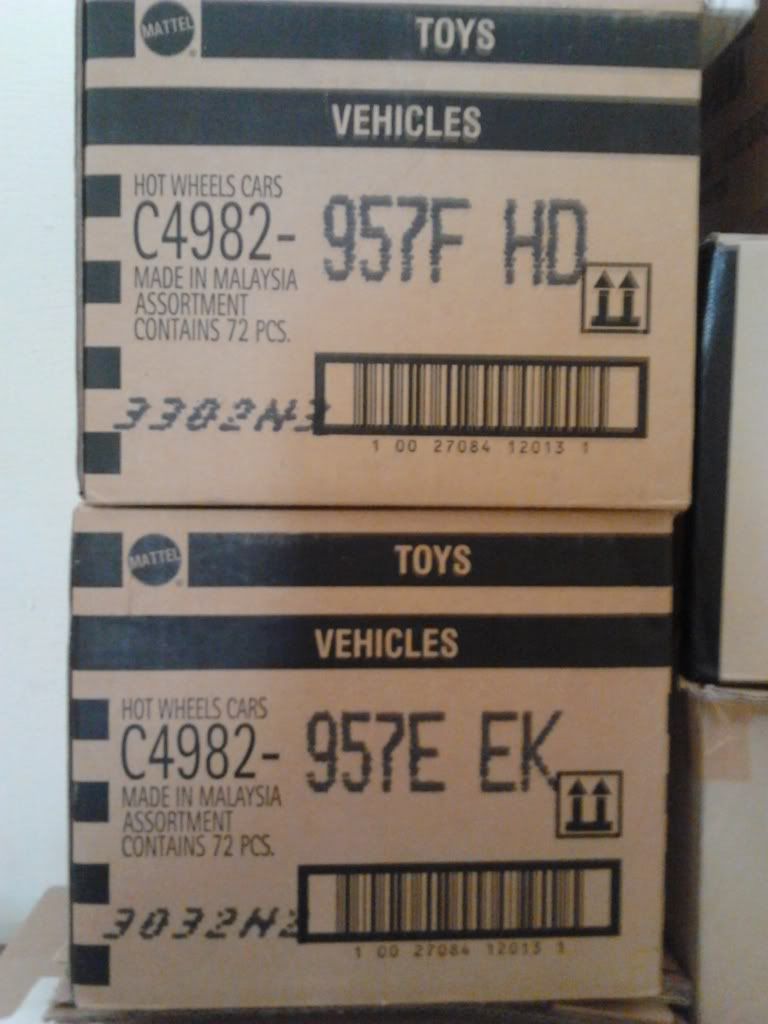 MATTEL TOYS
VEHICLES
HOT WHEELS CARS
C4982- 957F HD
MADE IN MALAYSIA
ASSORTMENT
CONTAINS 72 PCS.
3302N3
1 00 27084 12013 1
MATTEL TOYS
VEHICLES
HOT WHEELS CARS
C4982- 957E EK
MADE IN MALAYSIA
ASSORTMENT
CONTAINS 72 PCS.
3032N2
1 00 27084 12013 1